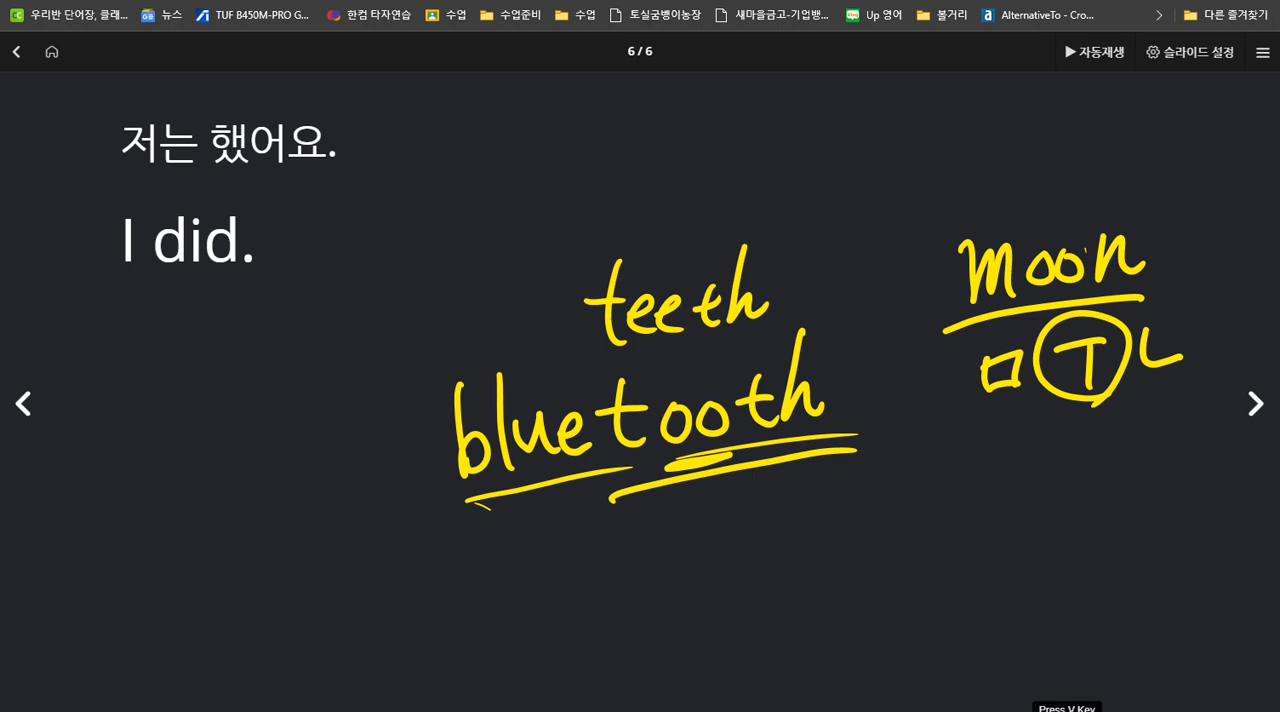 우리반 단어장, 클래... 뉴스 TUF B450M-PRO G... 한컴 타자연습 수업 수업준비 수업 토실굼벵이농장 새마을금고-기업뱅... Up 영어 볼거리 AlternativeTo - Cro... 다른 즐겨찾기
6 / 6 자동재생 슬라이드 설정
저는 했어요.
I did.
teeth
bluetooth
moon
ㅁㅜㄴ
Press V Key